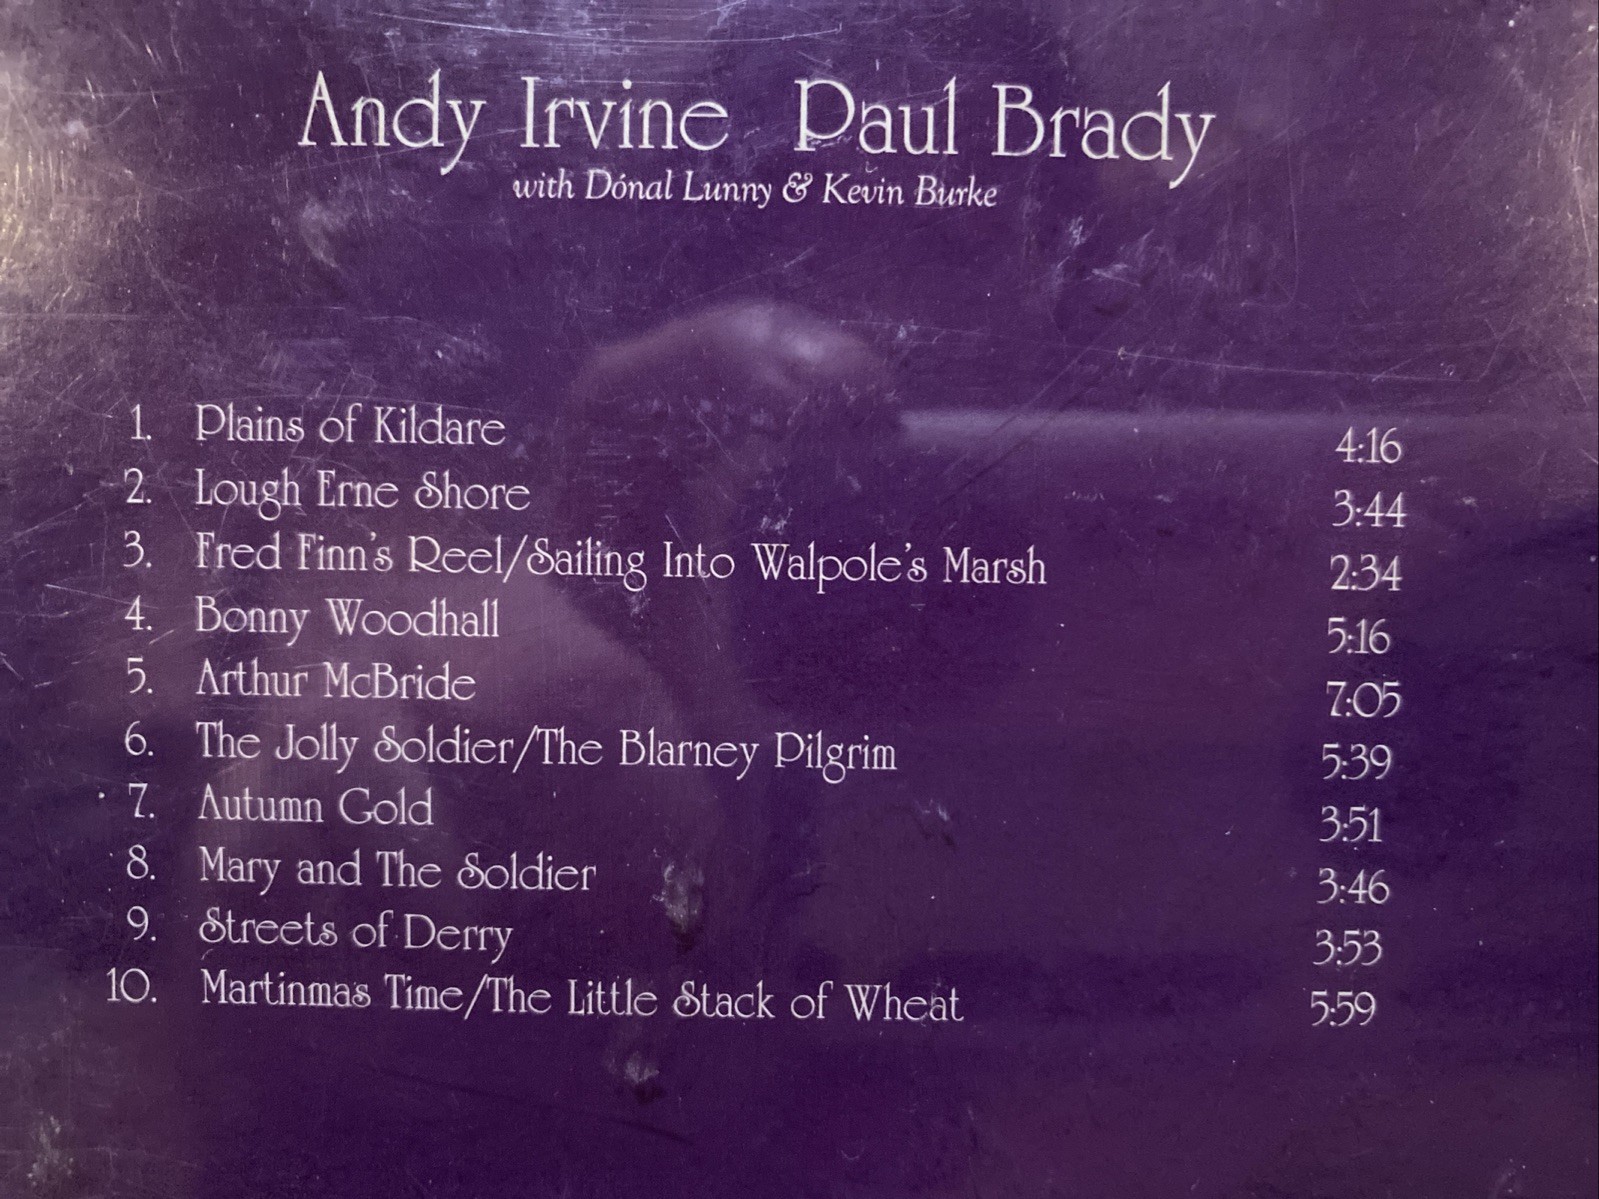 Andy Irvine Paul Brady
with Dónal Lunny & Kevin Burke
1. Plains of Kildare 4:16
2. Lough Erne Shore 3:44
3. Fred Finn's Reel/Sailing Into Walpole's Marsh 2:34
4. Bonny Woodhall 5:16
5. Arthur McBride 7:05
6. The Jolly Soldier/The Blarney Pilgrim 5:39
7. Autumn Gold 3:51
8. Mary and The Soldier 3:46
9. Streets of Derry 3:53
10. Martinmas Time/The Little Stack of Wheat 5:59